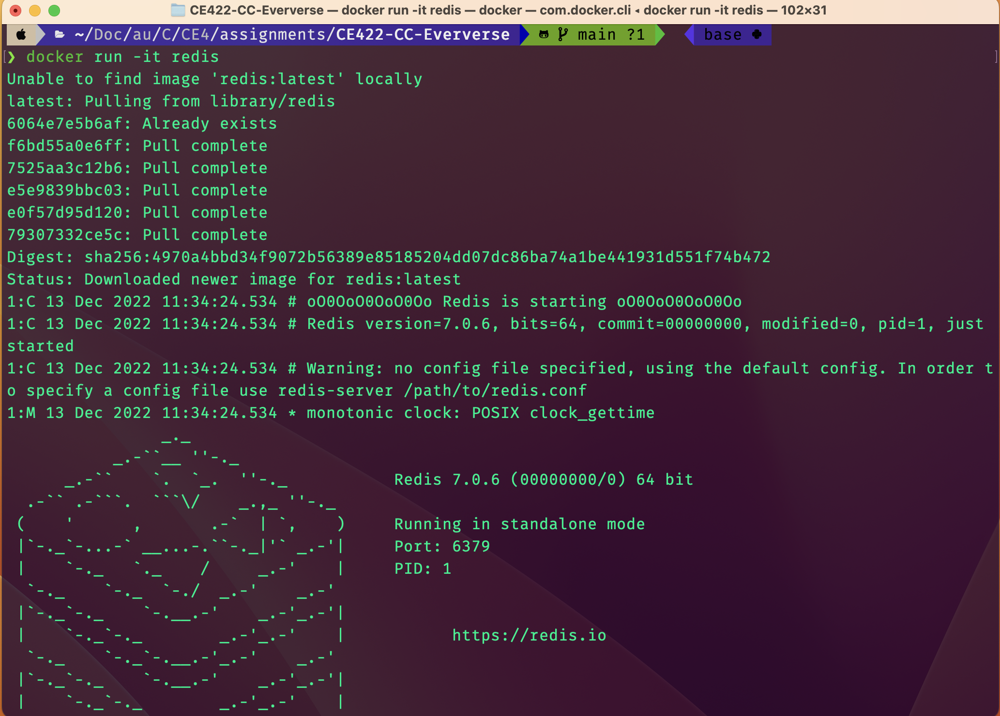 CE422-CC-Eververse — docker run -it redis — docker — com.docker.cli ◂ docker run -it redis — 102×31
~/Doc/au/C/CE4/assignments/CE422-CC-Eververse main ?1 base
[❯ docker run -it redis ]
Unable to find image 'redis:latest' locally
latest: Pulling from library/redis
6064e7e5b6af: Already exists
f6bd55a0e6ff: Pull complete
7525aa3c12b6: Pull complete
e5e9839bbc03: Pull complete
e0f57d95d120: Pull complete
79307332ce5c: Pull complete
Digest: sha256:4970a4bbd34f9072b56389e85185204dd07dc86ba74a1be441931d551f74b472
Status: Downloaded newer image for redis:latest
1:C 13 Dec 2022 11:34:24.534 # oO0OoO0OoO0Oo Redis is starting oO0OoO0OoO0Oo
1:C 13 Dec 2022 11:34:24.534 # Redis version=7.0.6, bits=64, commit=00000000, modified=0, pid=1, just
started
1:C 13 Dec 2022 11:34:24.534 # Warning: no config file specified, using the default config. In order t
o specify a config file use redis-server /path/to/redis.conf
1:M 13 Dec 2022 11:34:24.534 * monotonic clock: POSIX clock_gettime
Redis 7.0.6 (00000000/0) 64 bit
Running in standalone mode
Port: 6379
PID: 1
https://redis.io